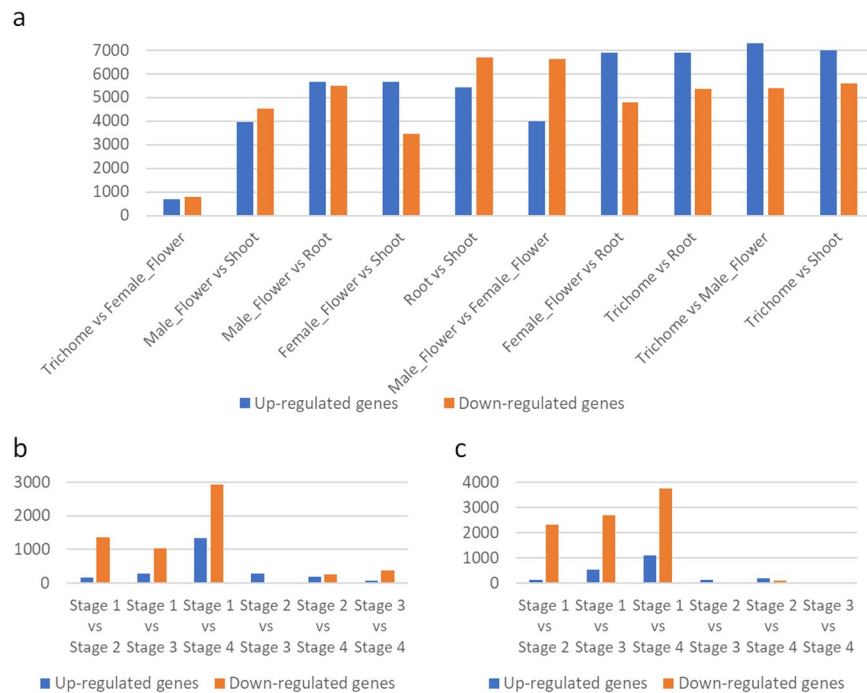 a
7000
6000
5000
4000
3000
2000
1000
0
Trichome vs Female_Flower
Male_Flower vs Shoot
Male_Flower vs Root
Female_Flower vs Shoot
Root vs Shoot
Male_Flower vs Female_Flower
Female_Flower vs Root
Trichome vs Root
Trichome vs Male_Flower
Trichome vs Shoot
Up-regulated genes Down-regulated genes
b
3000
2000
1000
0
Stage 1 Stage 1 Stage 1 Stage 2 Stage 2 Stage 3
vs vs vs vs vs vs
Stage 2 Stage 3 Stage 4 Stage 3 Stage 4 Stage 4
Up-regulated genes Down-regulated genes
c
4000
3000
2000
1000
0
Stage 1 Stage 1 Stage 1 Stage 2 Stage 2 Stage 3
vs vs vs vs vs vs
Stage 2 Stage 3 Stage 4 Stage 3 Stage 4 Stage 4
Up-regulated genes Down-regulated genes